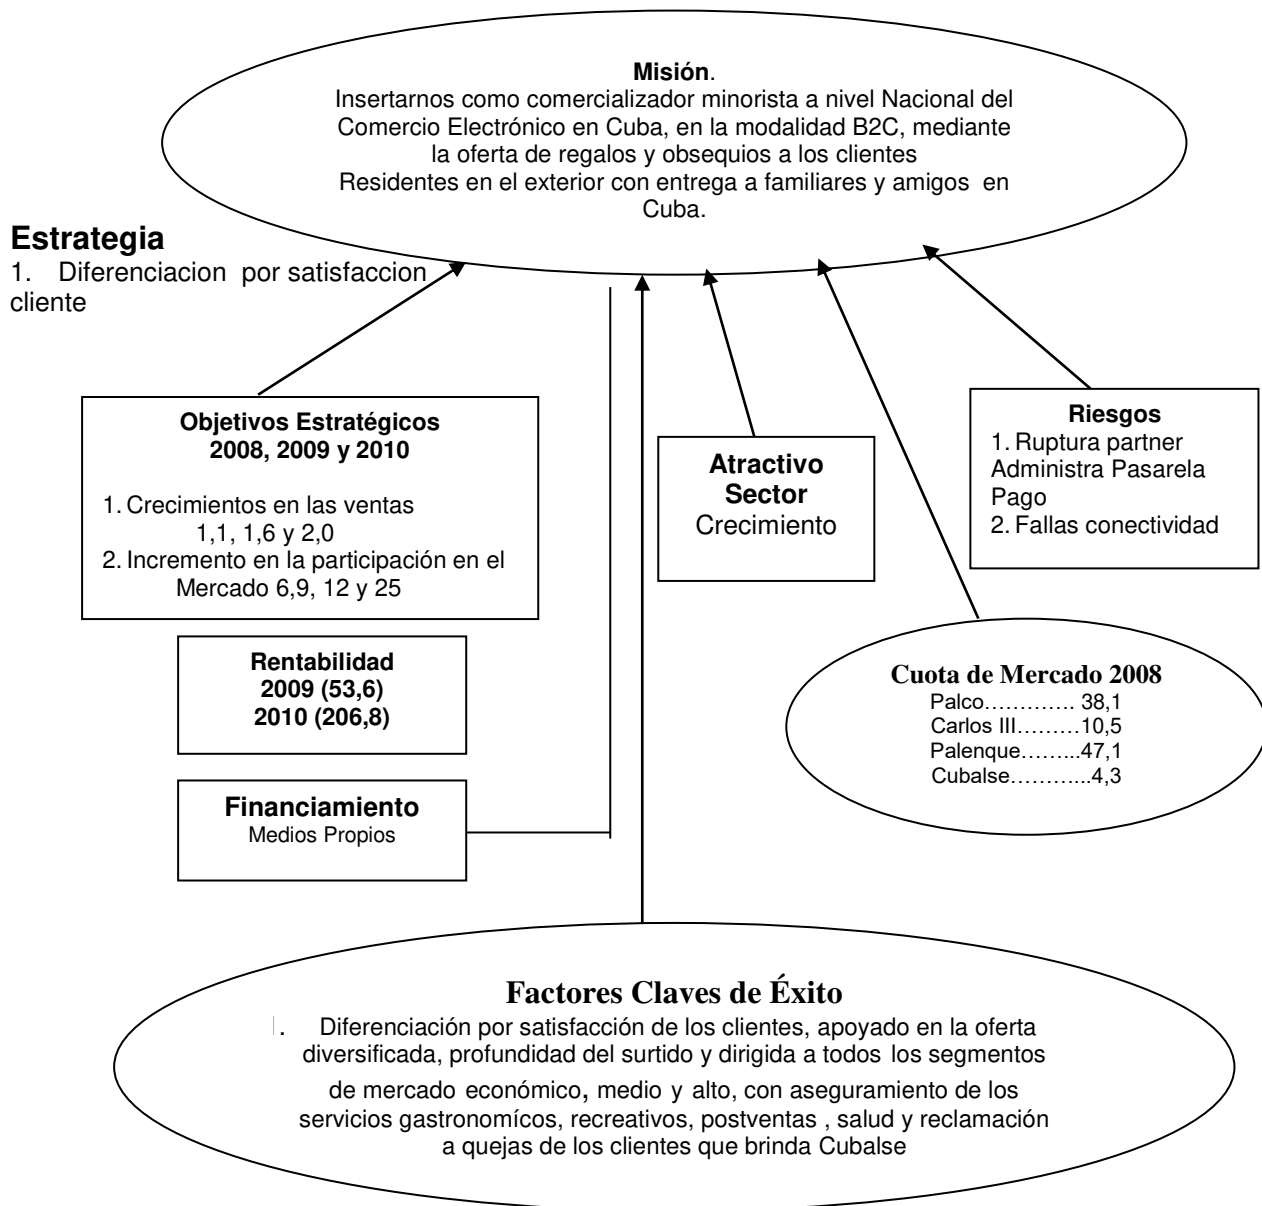 Misión.
Insertarnos como comercializador minorista a nivel Nacional del
Comercio Electrónico en Cuba, en la modalidad B2C, mediante
la oferta de regalos y obsequios a los clientes
Residentes en el exterior con entrega a familiares y amigos en
Cuba.
Estrategia
1. Diferenciacion por satisfaccion
cliente
Objetivos Estratégicos
2008, 2009 y 2010
1. Crecimientos en las ventas
1,1, 1,6 y 2,0
2. Incremento en la participación en el
Mercado 6,9, 12 y 25
Atractivo
Sector
Crecimiento
Riesgos
1. Ruptura partner
Administra Pasarela
Pago
2. Fallas conectividad
Rentabilidad
2009 (53,6)
2010 (206,8)
Cuota de Mercado 2008
Palco…………. 38,1
Carlos III………10,5
Palenque……...47,1
Cubalse………...4,3
Financiamiento
Medios Propios
Factores Claves de Éxito
. Diferenciación por satisfacción de los clientes, apoyado en la oferta
diversificada, profundidad del surtido y dirigida a todos los segmentos
de mercado económico, medio y alto, con aseguramiento de los
servicios gastronomícos, recreativos, postventas , salud y reclamación
a quejas de los clientes que brinda Cubalse